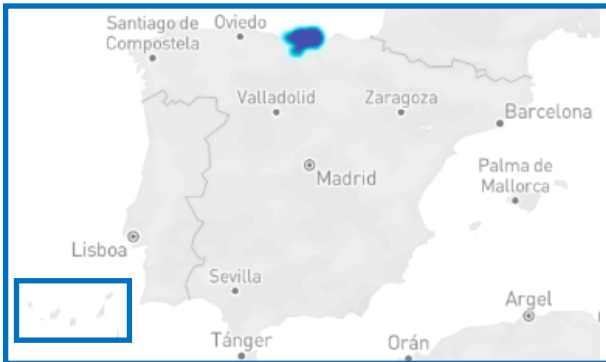 Santiago de
Compostela
Oviedo
Valladolid
Zaragoza
Barcelona
Madrid
Palma de
Mallorca
Lisboa
Sevilla
Argel
Tánger
Orán